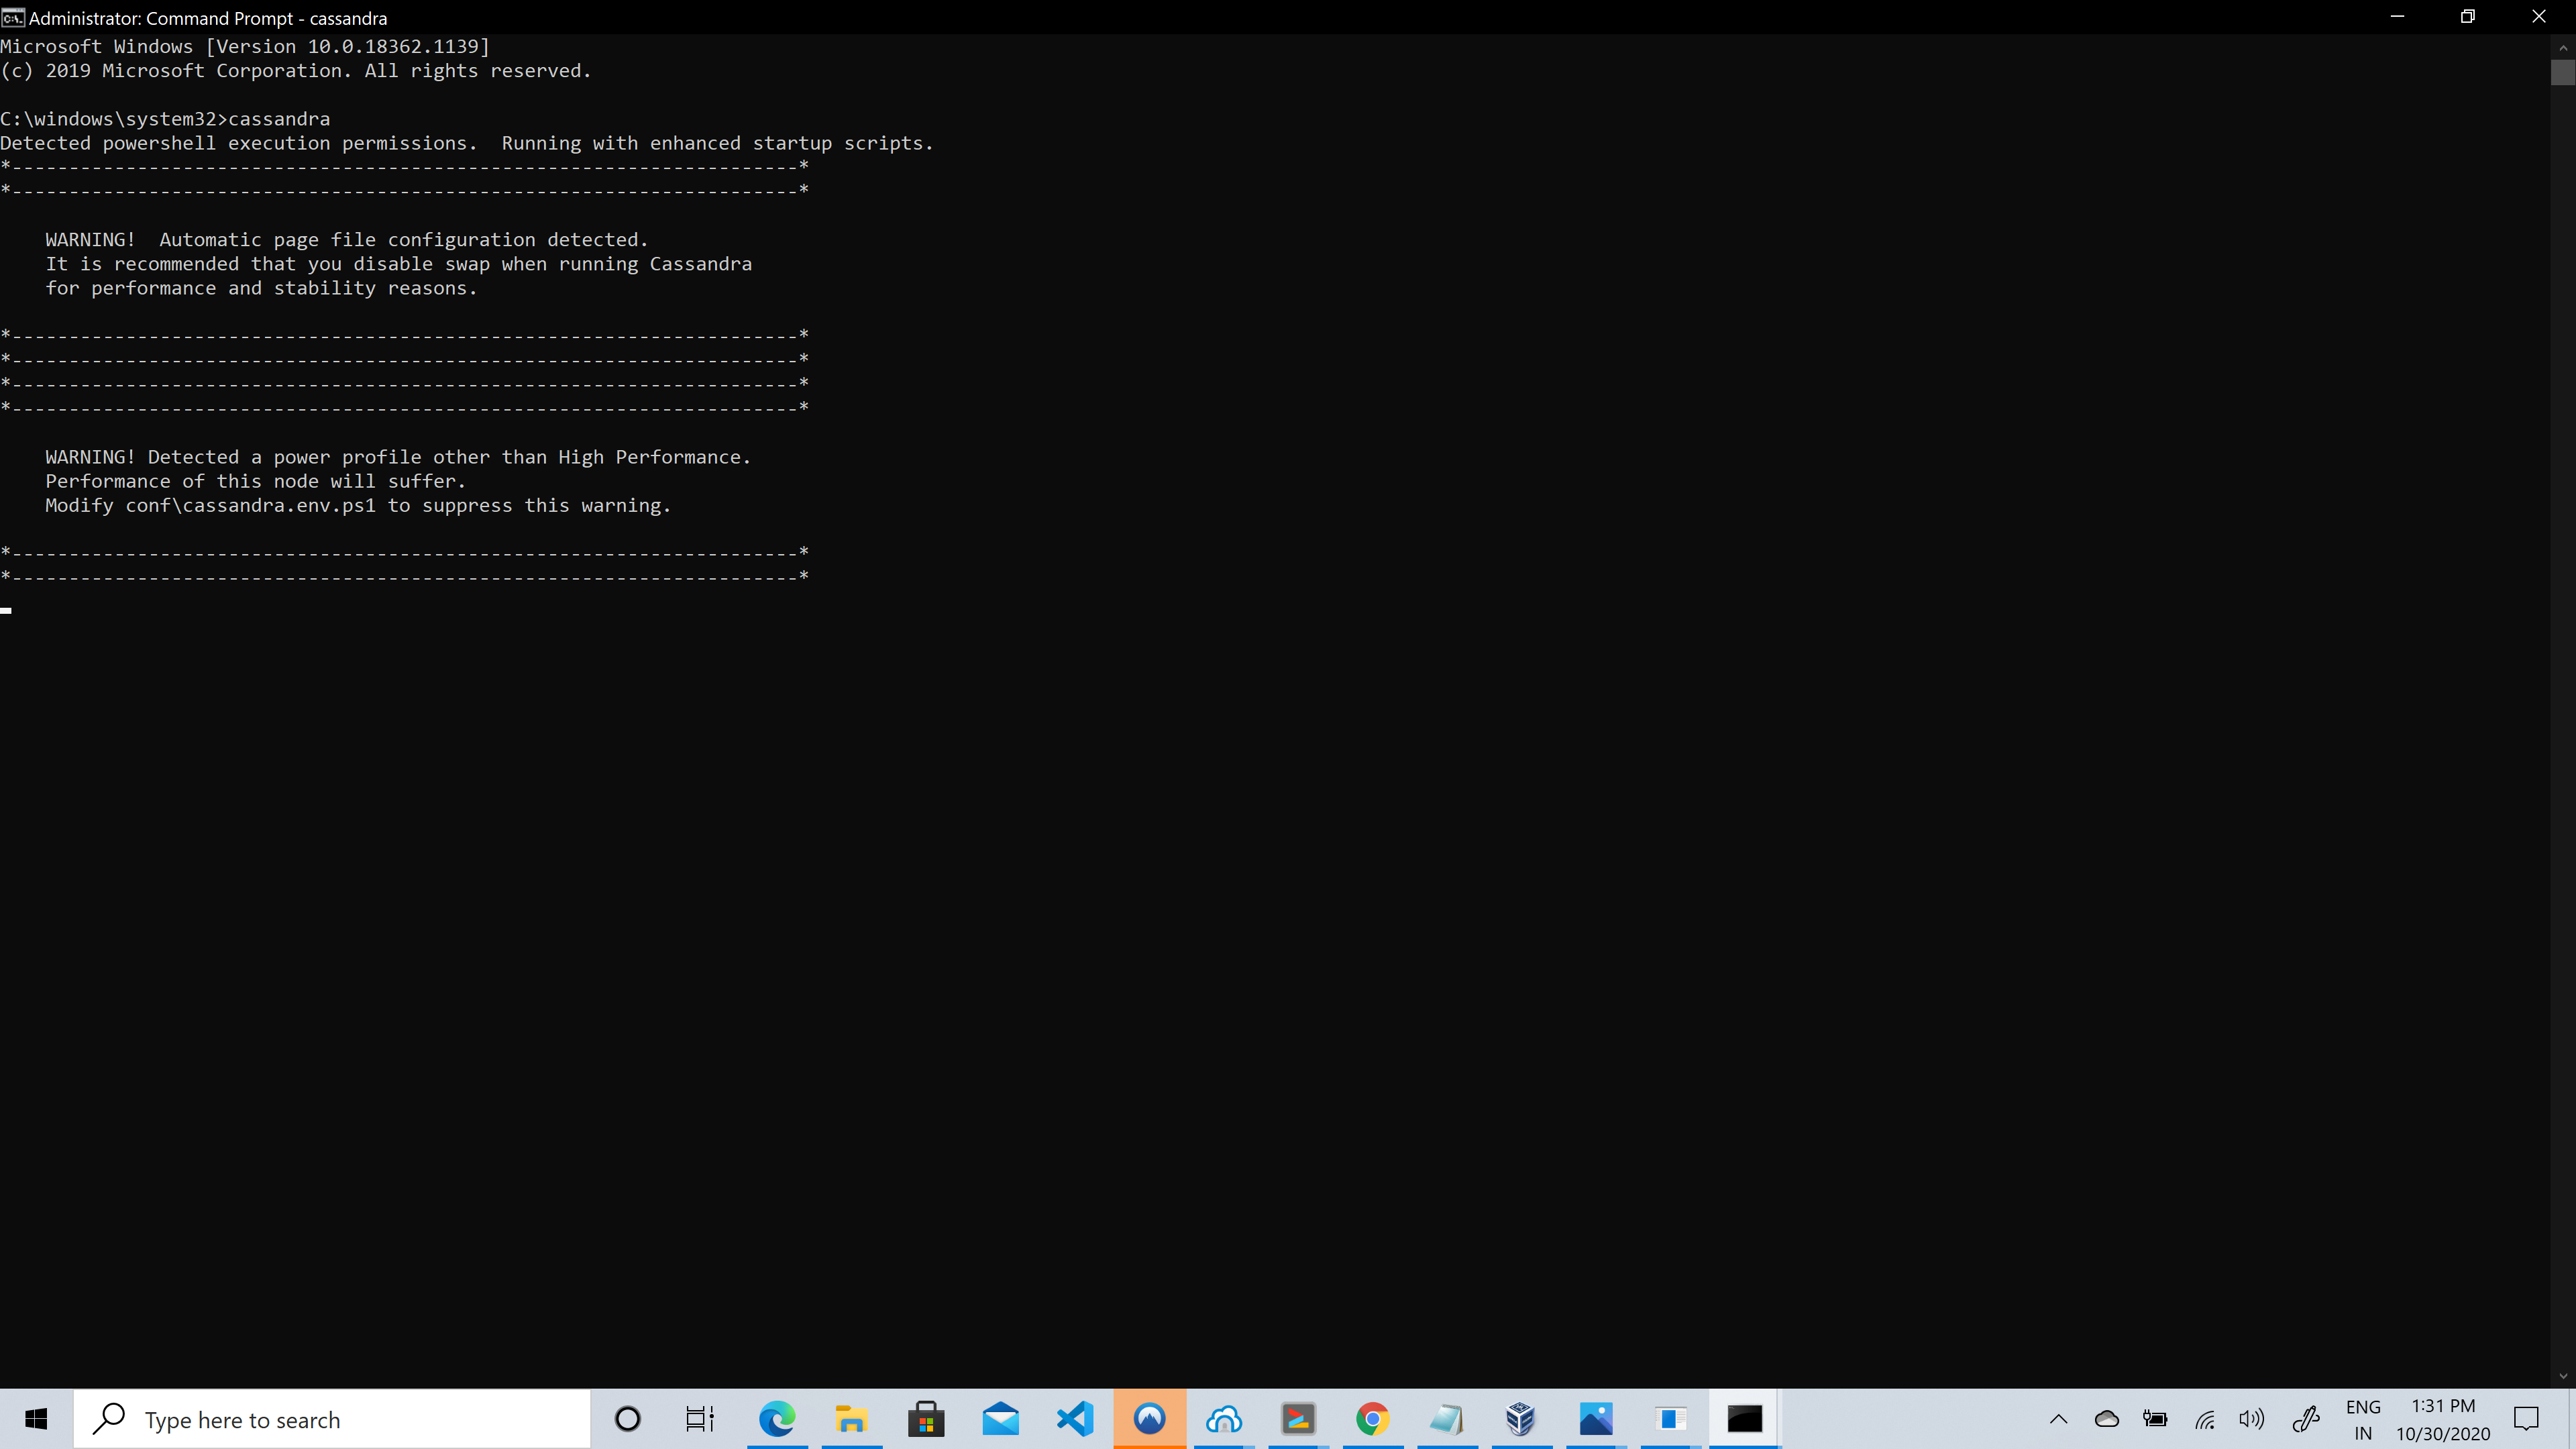 Administrator: Command Prompt - cassandra
Microsoft Windows [Version 10.0.18362.1139]
(c) 2019 Microsoft Corporation. All rights reserved.
C:\windows\system32>cassandra
Detected powershell execution permissions.  Running with enhanced startup scripts.
*---------------------------------------------------------------------*
*---------------------------------------------------------------------*
    WARNING!  Automatic page file configuration detected.
    It is recommended that you disable swap when running Cassandra
    for performance and stability reasons.
*---------------------------------------------------------------------*
*---------------------------------------------------------------------*
*---------------------------------------------------------------------*
*---------------------------------------------------------------------*
    WARNING! Detected a power profile other than High Performance.
    Performance of this node will suffer.
    Modify conf\cassandra.env.ps1 to suppress this warning.
*---------------------------------------------------------------------*
*---------------------------------------------------------------------*
Type here to search
ENG
IN
1:31 PM
10/30/2020